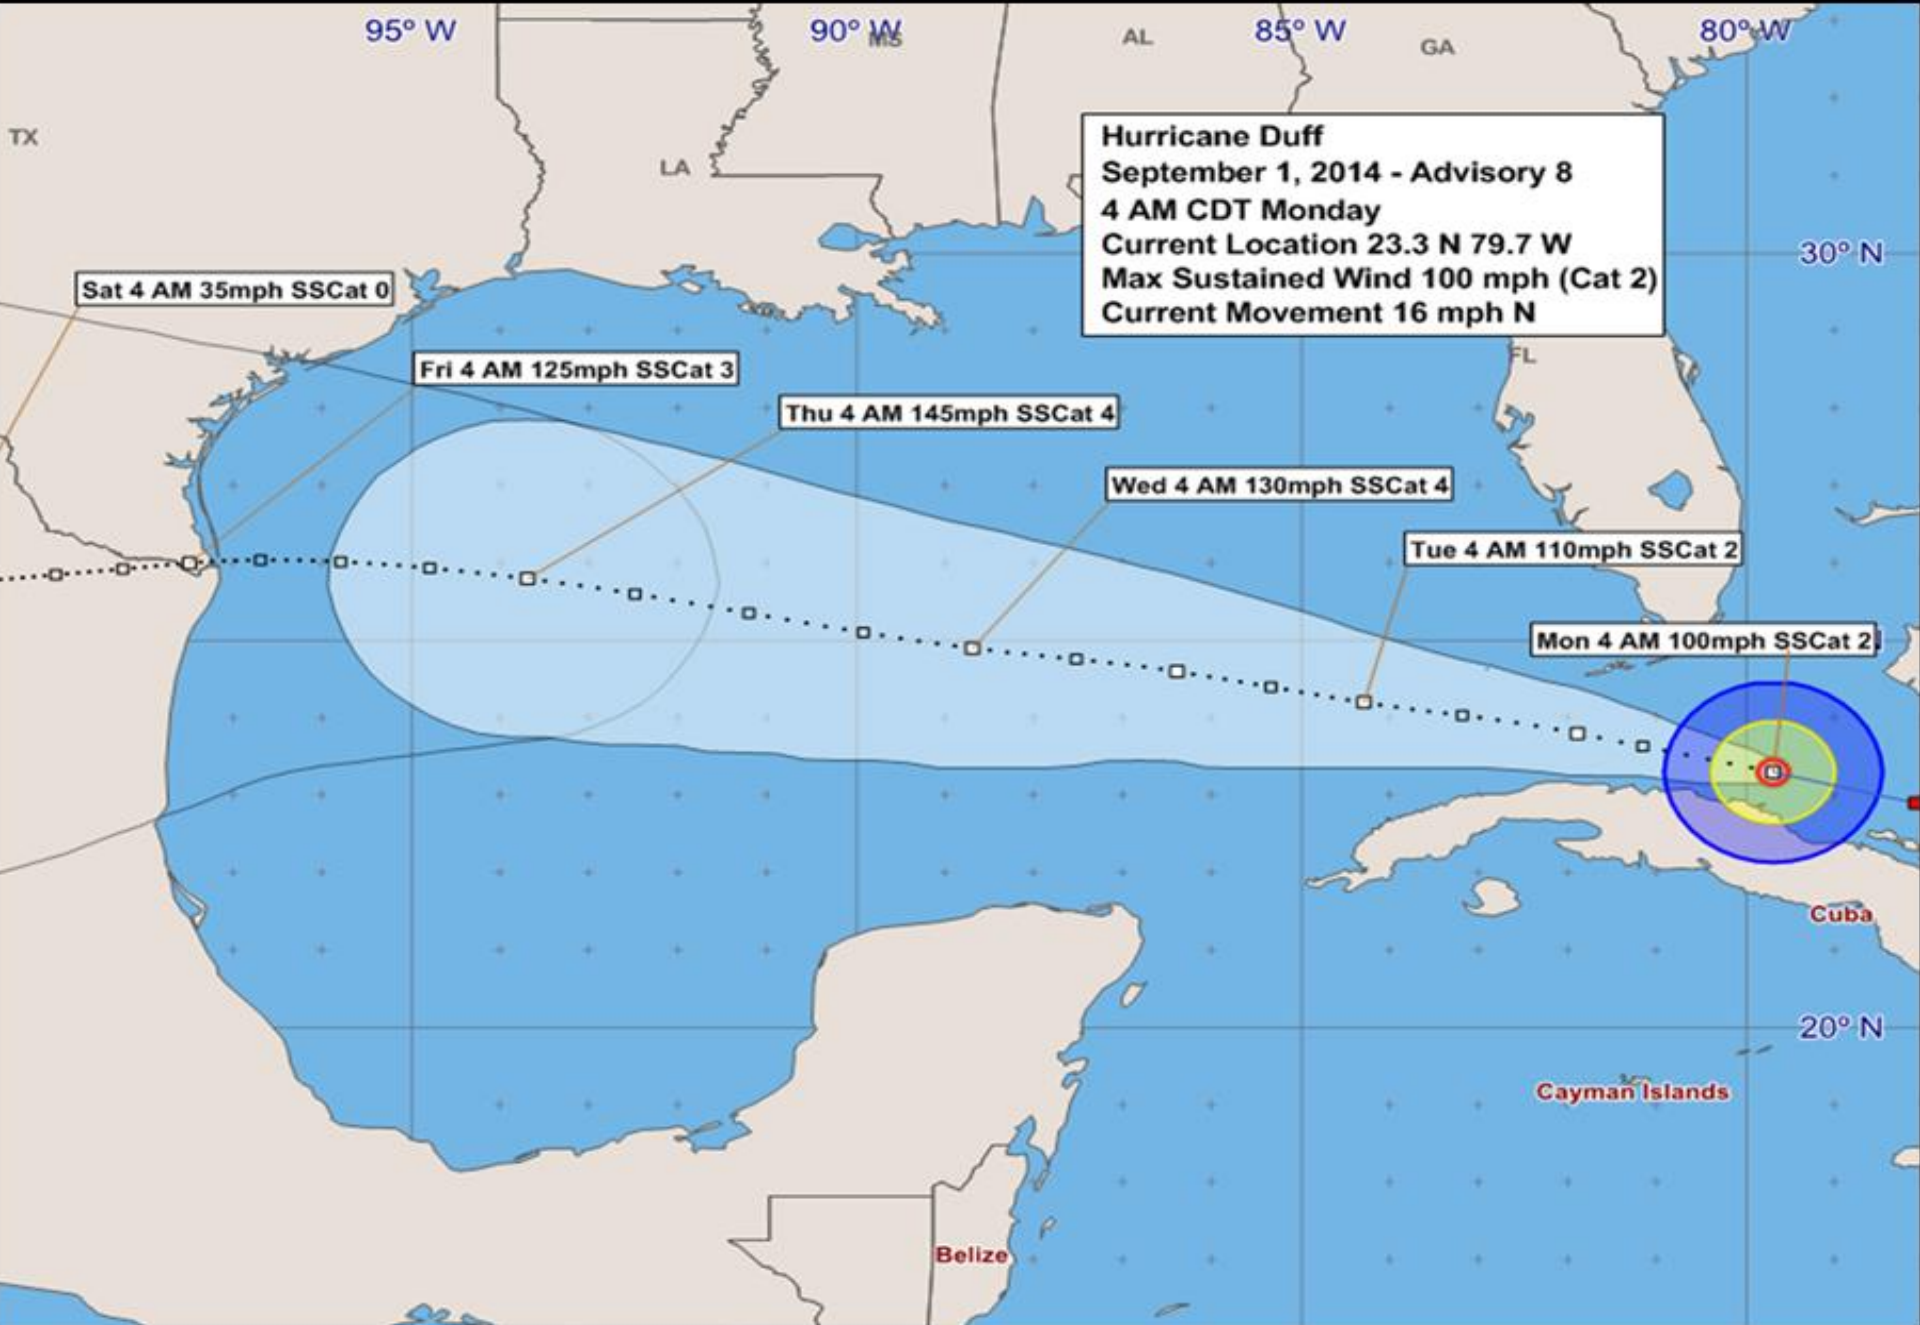 95° W
90° W
85° W
80° W
MS
AL
GA
TX
LA
Hurricane Duff
September 1, 2014 - Advisory 8
4 AM CDT Monday
Current Location 23.3 N 79.7 W
Max Sustained Wind 100 mph (Cat 2)
Current Movement 16 mph N
30° N
Sat 4 AM 35mph SSCat 0
FL
Fri 4 AM 125mph SSCat 3
Thu 4 AM 145mph SSCat 4
Wed 4 AM 130mph SSCat 4
Tue 4 AM 110mph SSCat 2
Mon 4 AM 100mph SSCat 2
Cuba
20° N
Cayman Islands
Belize